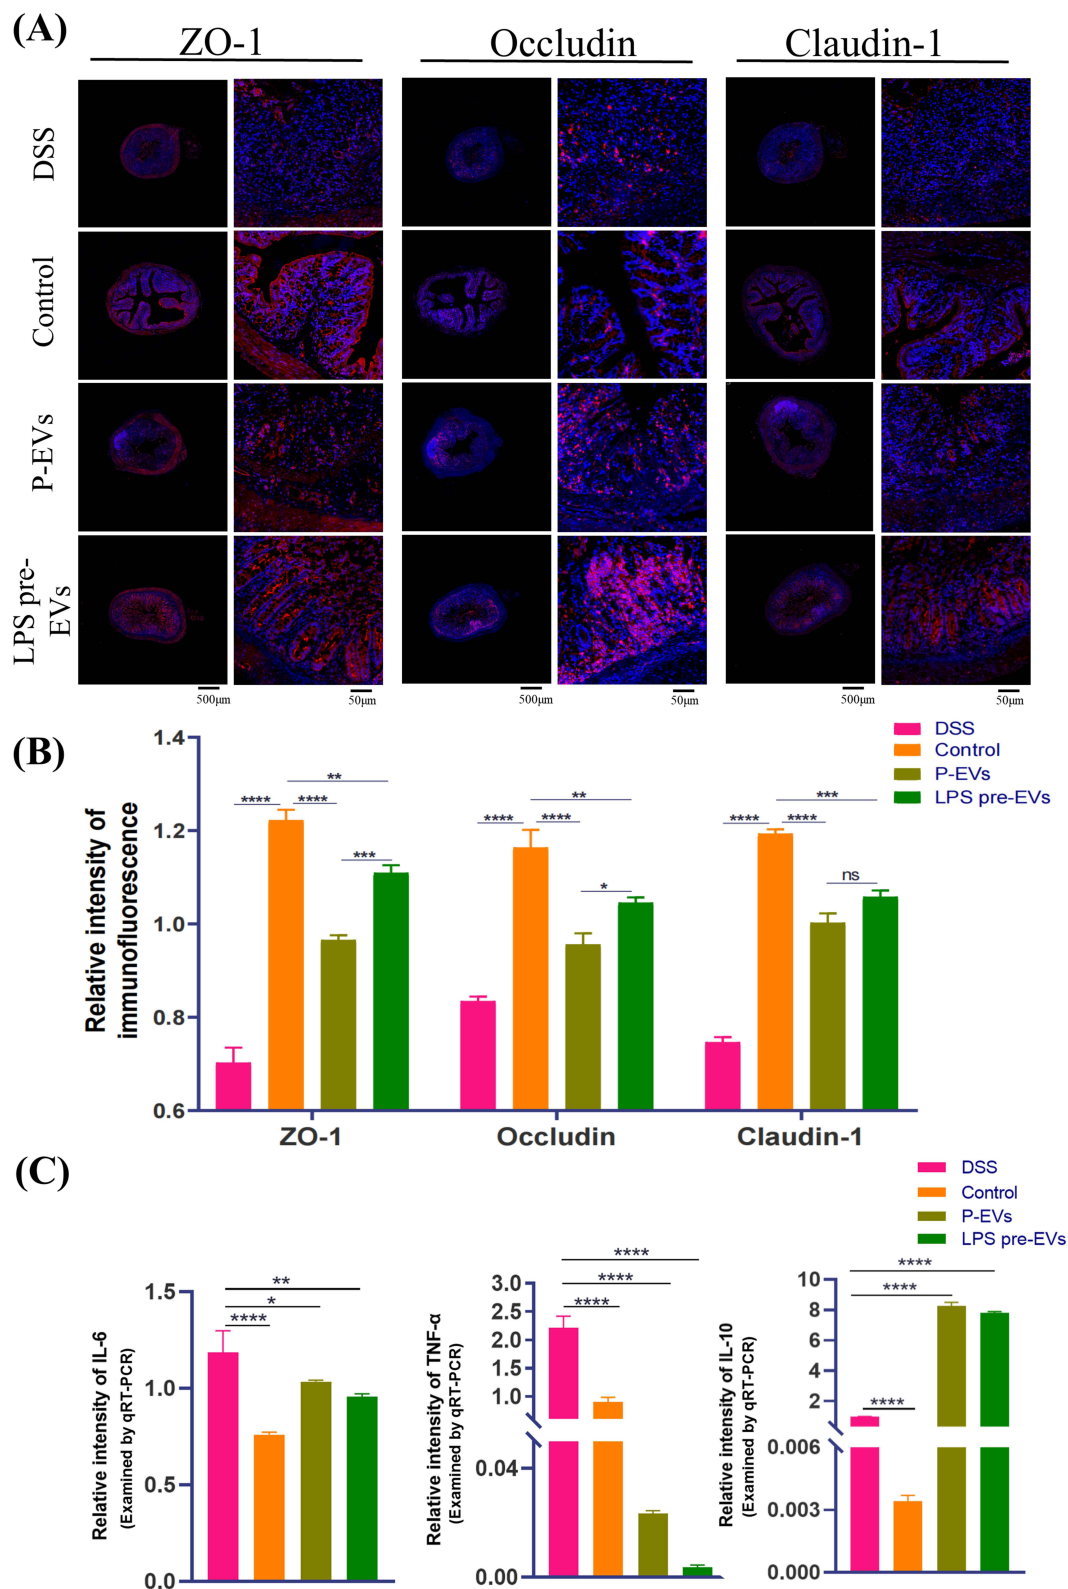 (A)
ZO-1 Occludin Claudin-1
DSS
Control
P-EVs
LPS pre-
EVs
500μm 50μm 500μm 50μm 500μm 50μm
(B)
DSS
Control
P-EVs
LPS pre-EVs
Relative intensity of
immunofluorescence
1.4
1.2
1.0
0.8
0.6
** **** **** ***
** **** **** *
*** **** **** ns
ZO-1 Occludin Claudin-1
(C)
DSS
Control
P-EVs
LPS pre-EVs
Relative intensity of IL-6
(Examined by qRT-PCR)
1.5
1.0
0.5
0.0
**
*
****
Relative intensity of TNF-α
(Examined by qRT-PCR)
3.0
2.5
2.0
1.5
1.0
0.04
0.00
****
****
****
Relative intensity of IL-10
(Examined by qRT-PCR)
10
8
6
4
2
0.006
0.003
0.000
****
****
****